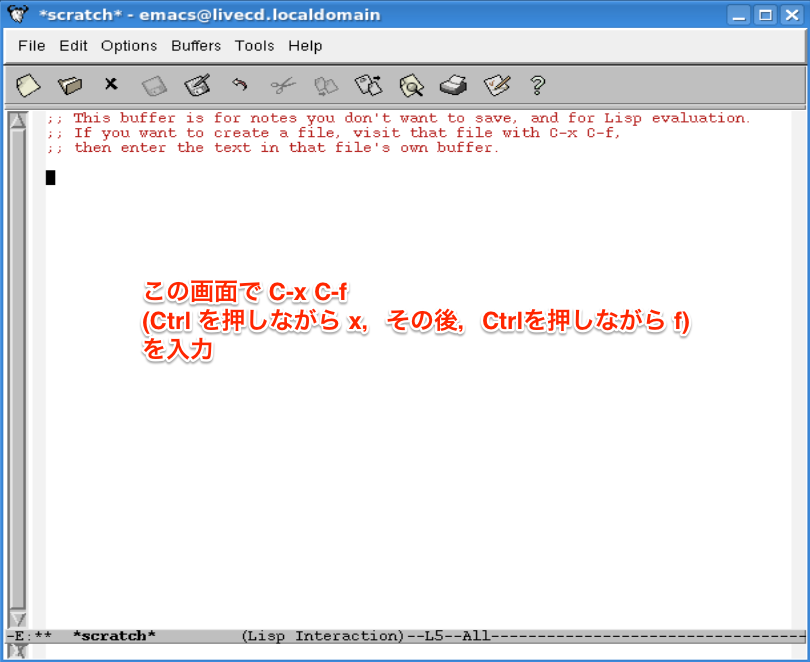 *scratch* - emacs@livecd.localdomain
File Edit Options Buffers Tools Help
;; This buffer is for notes you don't want to save, and for Lisp evaluation.
;; If you want to create a file, visit that file with C-x C-f,
;; then enter the text in that file's own buffer.
この画面で C-x C-f
(Ctrl を押しながら x，その後，Ctrlを押しながら f)
を入力
-E:** *scratch* (Lisp Interaction)--L5--All-----------------------------------